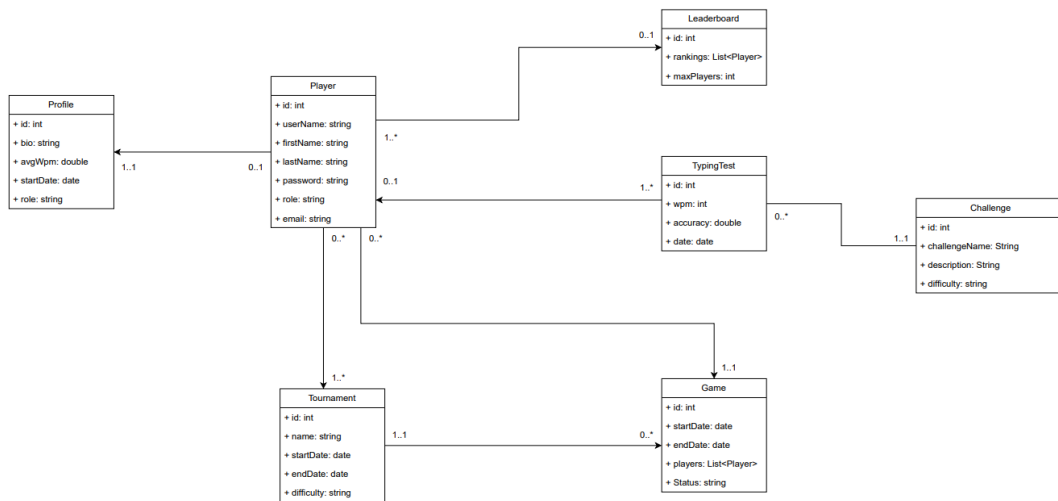 Leaderboard
+ id: int
+ rankings: List<Player>
+ maxPlayers: int
0..1
Player
+ id: int
+ userName: string
+ firstName: string
+ lastName: string
+ password: string
+ role: string
+ email: string
1..*
0..1
0..*
0..*
Profile
+ id: int
+ bio: string
+ avgWpm: double
+ startDate: date
+ role: string
1..1
0..1
TypingTest
+ id: int
+ wpm: int
+ accuracy: double
+ date: date
1..*
0..*
Challenge
+ id: int
+ challengeName: String
+ description: String
+ difficulty: string
1..1
1..*
Tournament
+ id: int
+ name: string
+ startDate: date
+ endDate: date
+ difficulty: string
1..1
0..*
1..1
Game
+ id: int
+ startDate: date
+ endDate: date
+ players: List<Player>
+ Status: string